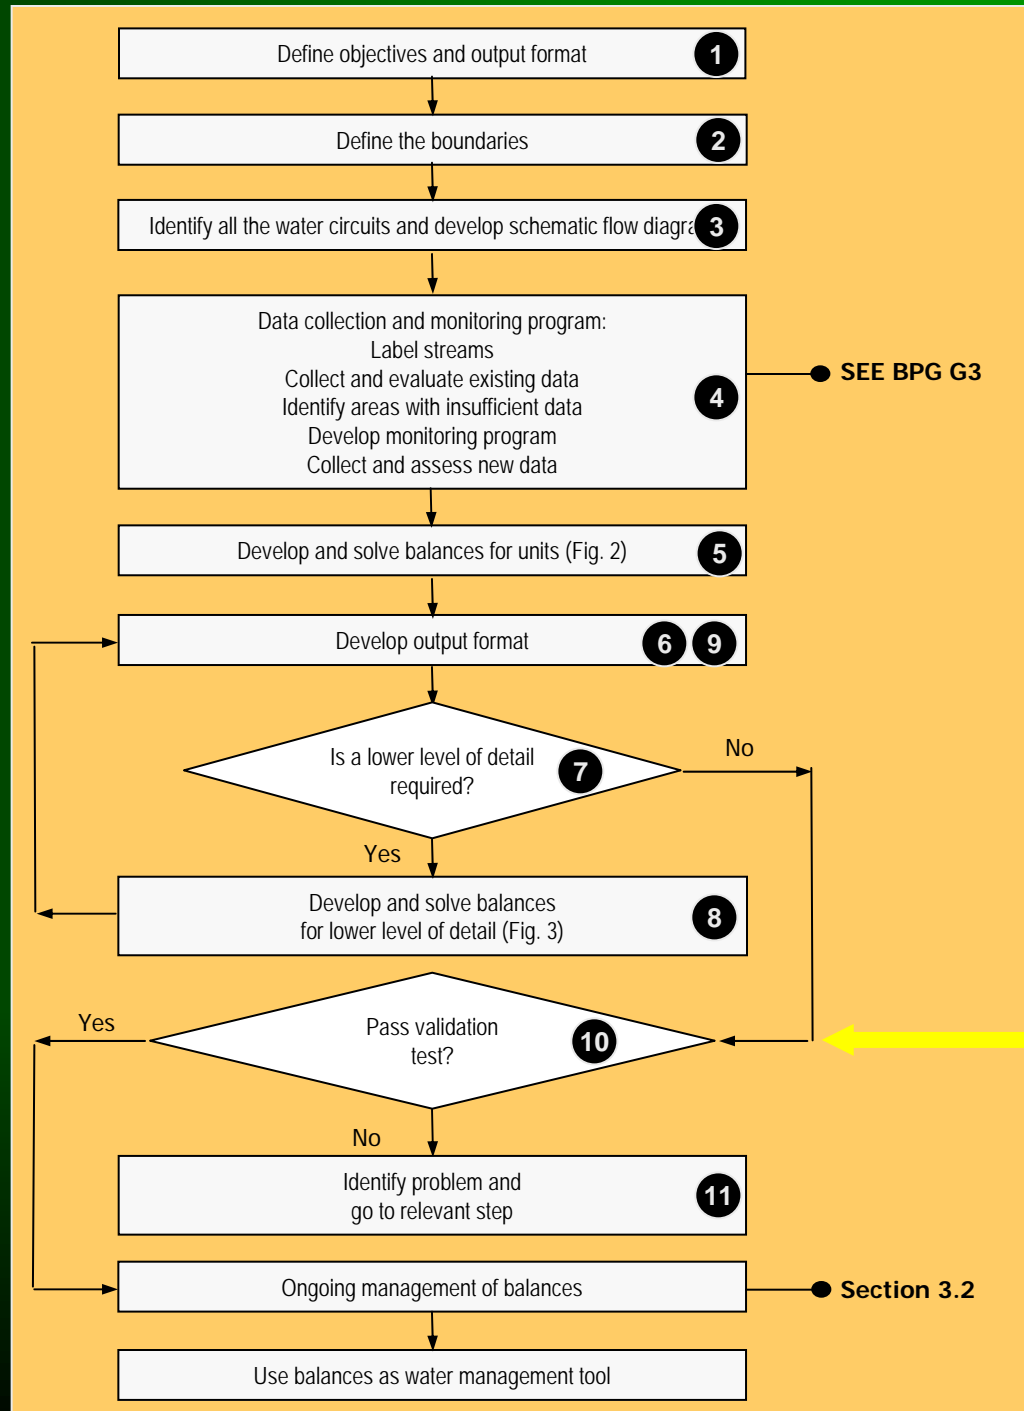 Define objectives and output format 1
Define the boundaries 2
Identify all the water circuits and develop schematic flow 3
Data collection and monitoring program:
Label streams
Collect and evaluate existing data
Identify areas with insufficient data
Develop monitoring program
Collect and assess new data
4
SEE BPG G3
Develop and solve balances for units (Fig. 2) 5
Develop output format 6 9
Is a lower level of detail
required?
7
No
Yes
Develop and solve balances
for lower level of detail (Fig. 3)
8
Pass validation
test?
10
Yes
No
Identify problem and
go to relevant step
11
Ongoing management of balances
Section 3.2
Use balances as water management tool